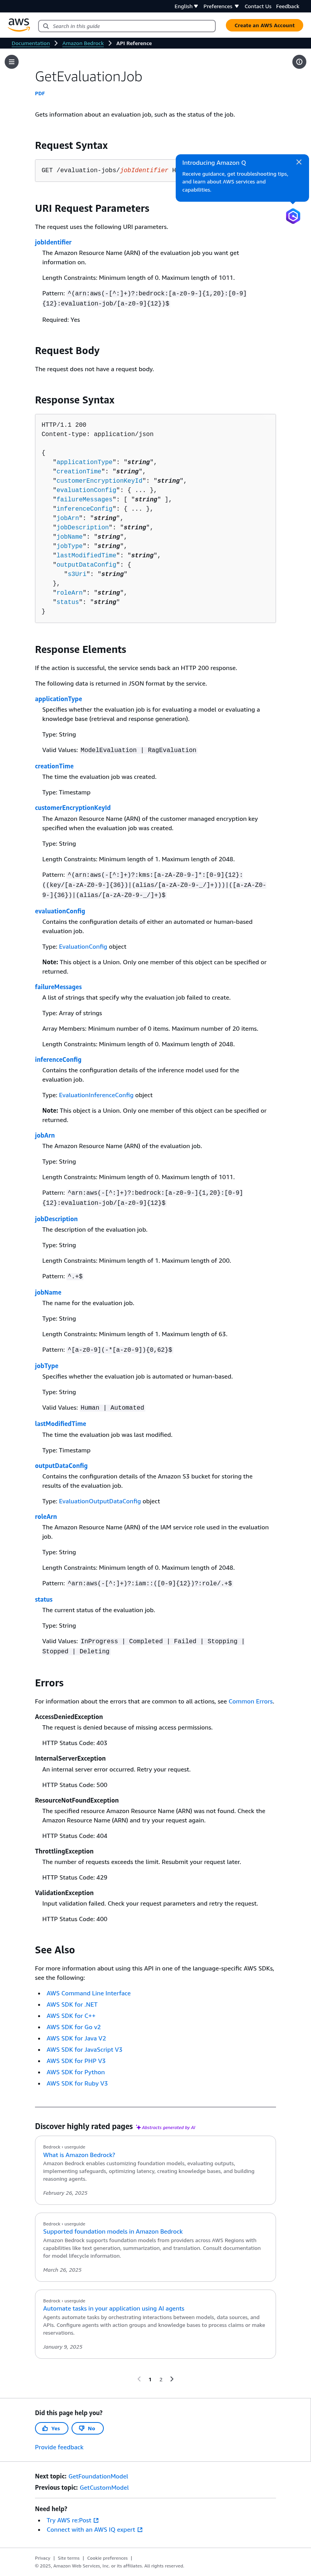 English ▼ Preferences ▼ Contact Us Feedback
aws
Search in this guide
Create an AWS Account
Documentation > Amazon Bedrock > API Reference
GetEvaluationJob
PDF
Gets information about an evaluation job, such as the status of the job.
Request Syntax
GET /evaluation-jobs/jobIdentifier H
Introducing Amazon Q
Receive guidance, get troubleshooting tips,
and learn about AWS services and
capabilities.
URI Request Parameters
The request uses the following URI parameters.
jobIdentifier
The Amazon Resource Name (ARN) of the evaluation job you want get
information on.
Length Constraints: Minimum length of 0. Maximum length of 1011.
Pattern: ^(arn:aws(-[^:]+)?:bedrock:[a-z0-9-]{1,20}:[0-9]
{12}:evaluation-job/[a-z0-9]{12})$
Required: Yes
Request Body
The request does not have a request body.
Response Syntax
HTTP/1.1 200
Content-type: application/json
{
"applicationType": "string",
"creationTime": "string",
"customerEncryptionKeyId": "string",
"evaluationConfig": { ... },
"failureMessages": [ "string" ],
"inferenceConfig": { ... },
"jobArn": "string",
"jobDescription": "string",
"jobName": "string",
"jobType": "string",
"lastModifiedTime": "string",
"outputDataConfig": {
"s3Uri": "string"
},
"roleArn": "string",
"status": "string"
}
Response Elements
If the action is successful, the service sends back an HTTP 200 response.
The following data is returned in JSON format by the service.
applicationType
Specifies whether the evaluation job is for evaluating a model or evaluating a
knowledge base (retrieval and response generation).
Type: String
Valid Values: ModelEvaluation | RagEvaluation
creationTime
The time the evaluation job was created.
Type: Timestamp
customerEncryptionKeyId
The Amazon Resource Name (ARN) of the customer managed encryption key
specified when the evaluation job was created.
Type: String
Length Constraints: Minimum length of 1. Maximum length of 2048.
Pattern: ^(arn:aws(-[^:]+)?:kms:[a-zA-Z0-9-]*:[0-9]{12}:
((key/[a-zA-Z0-9-]{36})|(alias/[a-zA-Z0-9-_/]+)))|([a-zA-Z0-
9-]{36})|(alias/[a-zA-Z0-9-_/]+)$
evaluationConfig
Contains the configuration details of either an automated or human-based
evaluation job.
Type: EvaluationConfig object
Note: This object is a Union. Only one member of this object can be specified or
returned.
failureMessages
A list of strings that specify why the evaluation job failed to create.
Type: Array of strings
Array Members: Minimum number of 0 items. Maximum number of 20 items.
Length Constraints: Minimum length of 0. Maximum length of 2048.
inferenceConfig
Contains the configuration details of the inference model used for the
evaluation job.
Type: EvaluationInferenceConfig object
Note: This object is a Union. Only one member of this object can be specified or
returned.
jobArn
The Amazon Resource Name (ARN) of the evaluation job.
Type: String
Length Constraints: Minimum length of 0. Maximum length of 1011.
Pattern: ^arn:aws(-[^:]+)?:bedrock:[a-z0-9-]{1,20}:[0-9]
{12}:evaluation-job/[a-z0-9]{12}$
jobDescription
The description of the evaluation job.
Type: String
Length Constraints: Minimum length of 1. Maximum length of 200.
Pattern: ^.+$
jobName
The name for the evaluation job.
Type: String
Length Constraints: Minimum length of 1. Maximum length of 63.
Pattern: ^[a-z0-9](-*[a-z0-9]){0,62}$
jobType
Specifies whether the evaluation job is automated or human-based.
Type: String
Valid Values: Human | Automated
lastModifiedTime
The time the evaluation job was last modified.
Type: Timestamp
outputDataConfig
Contains the configuration details of the Amazon S3 bucket for storing the
results of the evaluation job.
Type: EvaluationOutputDataConfig object
roleArn
The Amazon Resource Name (ARN) of the IAM service role used in the evaluation
job.
Type: String
Length Constraints: Minimum length of 0. Maximum length of 2048.
Pattern: ^arn:aws(-[^:]+)?:iam::([0-9]{12})?:role/.+$
status
The current status of the evaluation job.
Type: String
Valid Values: InProgress | Completed | Failed | Stopping |
Stopped | Deleting
Errors
For information about the errors that are common to all actions, see Common Errors.
AccessDeniedException
The request is denied because of missing access permissions.
HTTP Status Code: 403
InternalServerException
An internal server error occurred. Retry your request.
HTTP Status Code: 500
ResourceNotFoundException
The specified resource Amazon Resource Name (ARN) was not found. Check the
Amazon Resource Name (ARN) and try your request again.
HTTP Status Code: 404
ThrottlingException
The number of requests exceeds the limit. Resubmit your request later.
HTTP Status Code: 429
ValidationException
Input validation failed. Check your request parameters and retry the request.
HTTP Status Code: 400
See Also
For more information about using this API in one of the language-specific AWS SDKs,
see the following:
• AWS Command Line Interface
• AWS SDK for .NET
• AWS SDK for C++
• AWS SDK for Go v2
• AWS SDK for Java V2
• AWS SDK for JavaScript V3
• AWS SDK for PHP V3
• AWS SDK for Python
• AWS SDK for Ruby V3
Discover highly rated pages Abstracts generated by AI
Bedrock › userguide
What is Amazon Bedrock?
Amazon Bedrock enables customizing foundation models, evaluating outputs,
implementing safeguards, optimizing latency, creating knowledge bases, and building
reasoning agents.
February 26, 2025
Bedrock › userguide
Supported foundation models in Amazon Bedrock
Amazon Bedrock supports foundation models from providers across AWS Regions with
capabilities like text generation, summarization, and translation. Consult documentation
for model lifecycle information.
March 26, 2025
Bedrock › userguide
Automate tasks in your application using AI agents
Agents automate tasks by orchestrating interactions between models, data sources, and
APIs. Configure agents with action groups and knowledge bases to process claims or make
reservations.
January 9, 2025
1 2
Did this page help you?
Yes No
Provide feedback
Next topic: GetFoundationModel
Previous topic: GetCustomModel
Need help?
• Try AWS re:Post
• Connect with an AWS IQ expert
Privacy | Site terms | Cookie preferences |
© 2025, Amazon Web Services, Inc. or its affiliates. All rights reserved.